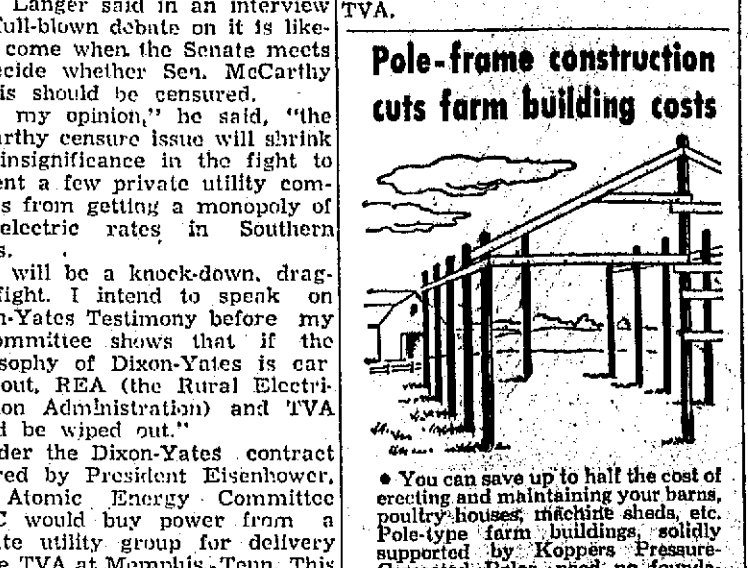 Langer said in an interview
full-blown debate on it is like-
come when the Senate meets
ecide whether Sen. McCarthy
is should be censured.
my opinion," he said, "the
arthy censure issue will shrink
insignificance in the fight to
ent a few private utility com-
s from getting a monopoly of
electric rates in Southern
s.
will be a knock-down, drag-
fight. I intend to speak on
n-Yates Testimony before my
ommittee shows that if the
osophy of Dixon-Yates is car
out, REA (the Rural Electri-
ion Administration) and TVA
d be wiped out."
der the Dixon-Yates contract
red by President Eisenhower,
Atomic Energy Committee
C would buy power from a
te utility group for delivery
e TVA at Memphis, Tenn. This
TVA.
Pole-frame construction
cuts farm building costs
• You can save up to half the cost of
erecting and maintaining your barns,
poultry houses, machine sheds, etc.
Pole-type farm buildings, solidly
supported by Koppers Pressure-
Poles need no founda-